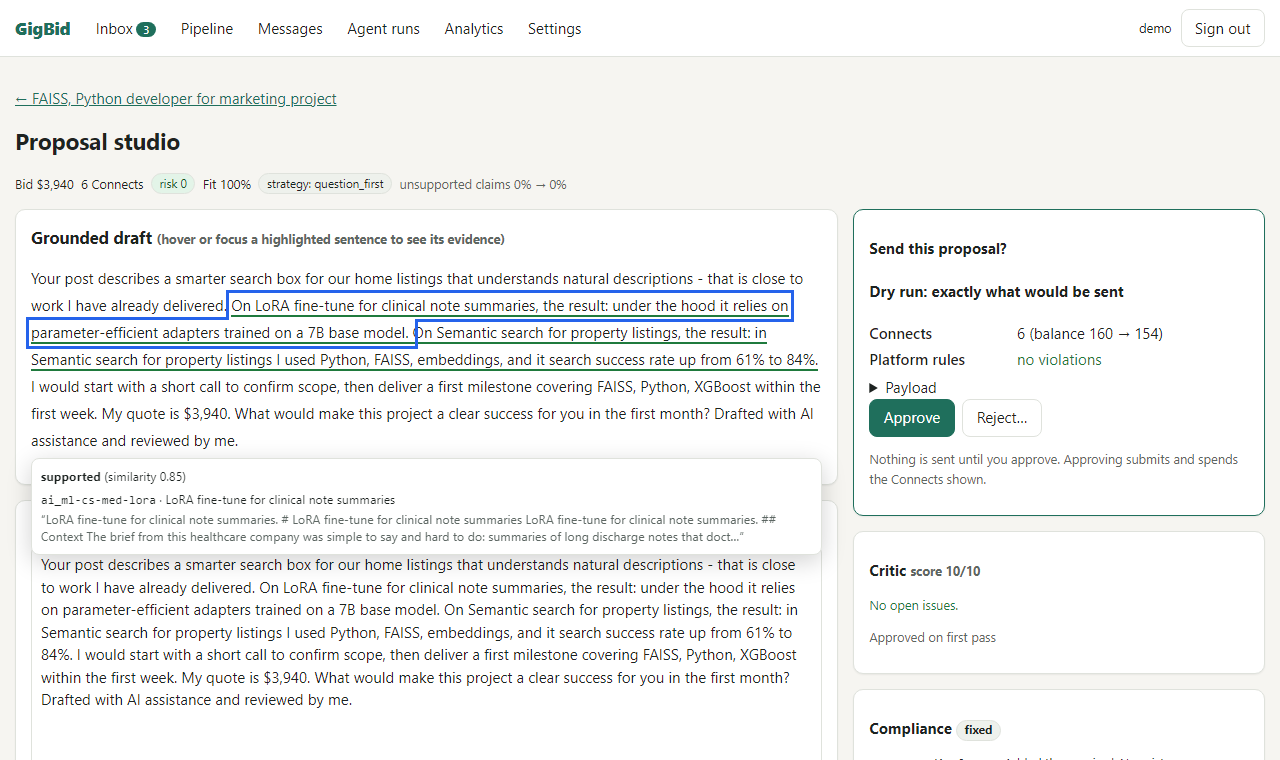 GigBid Inbox 3 Pipeline Messages Agent runs Analytics Settings demo Sign out
← FAISS, Python developer for marketing project
Proposal studio
Bid $3,940 6 Connects risk 0 Fit 100% strategy: question_first unsupported claims 0% → 0%
Grounded draft (hover or focus a highlighted sentence to see its evidence)
Your post describes a smarter search box for our home listings that understands natural descriptions - that is close to
work I have already delivered. On LoRA fine-tune for clinical note summaries, the result: under the hood it relies on
parameter-efficient adapters trained on a 7B base model. On Semantic search for property listings, the result: in
Semantic search for property listings I used Python, FAISS, embeddings, and it search success rate up from 61% to 84%.
I would start with a short call to confirm scope, then deliver a first milestone covering FAISS, Python, XGBoost within the
first week. My quote is $3,940. What would make this project a clear success for you in the first month? Drafted with AI
assistance and reviewed by me.
supported (similarity 0.85)
ai_ml-cs-med-lora · LoRA fine-tune for clinical note summaries
“LoRA fine-tune for clinical note summaries. # LoRA fine-tune for clinical note summaries LoRA fine-tune for clinical note summaries. ##
Context The brief from this healthcare company was simple to say and hard to do: summaries of long discharge notes that doct...”
Your post describes a smarter search box for our home listings that understands natural descriptions - that is close
to work I have already delivered. On LoRA fine-tune for clinical note summaries, the result: under the hood it relies
on parameter-efficient adapters trained on a 7B base model. On Semantic search for property listings, the result: in
Semantic search for property listings I used Python, FAISS, embeddings, and it search success rate up from 61% to
84%. I would start with a short call to confirm scope, then deliver a first milestone covering FAISS, Python, XGBoost
within the first week. My quote is $3,940. What would make this project a clear success for you in the first month?
Drafted with AI assistance and reviewed by me.
Send this proposal?
Dry run: exactly what would be sent
Connects 6 (balance 160 → 154)
Platform rules no violations
▶ Payload
Approve Reject...
Nothing is sent until you approve. Approving submits and spends
the Connects shown.
Critic score 10/10
No open issues.
Approved on first pass
Compliance fixed